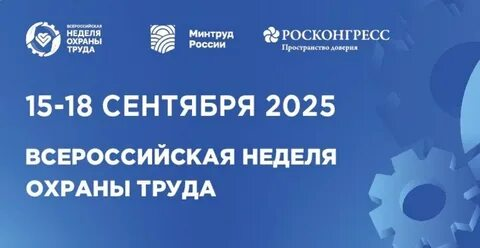 ВСЕРОССИЙСКАЯ
НЕДЕЛЯ
ОХРАНЫ
ТРУДА
Минтруд
России
РОСКОНГРЕСС
Пространство доверия
15-18 СЕНТЯБРЯ 2025
ВСЕРОССИЙСКАЯ НЕДЕЛЯ
ОХРАНЫ ТРУДА